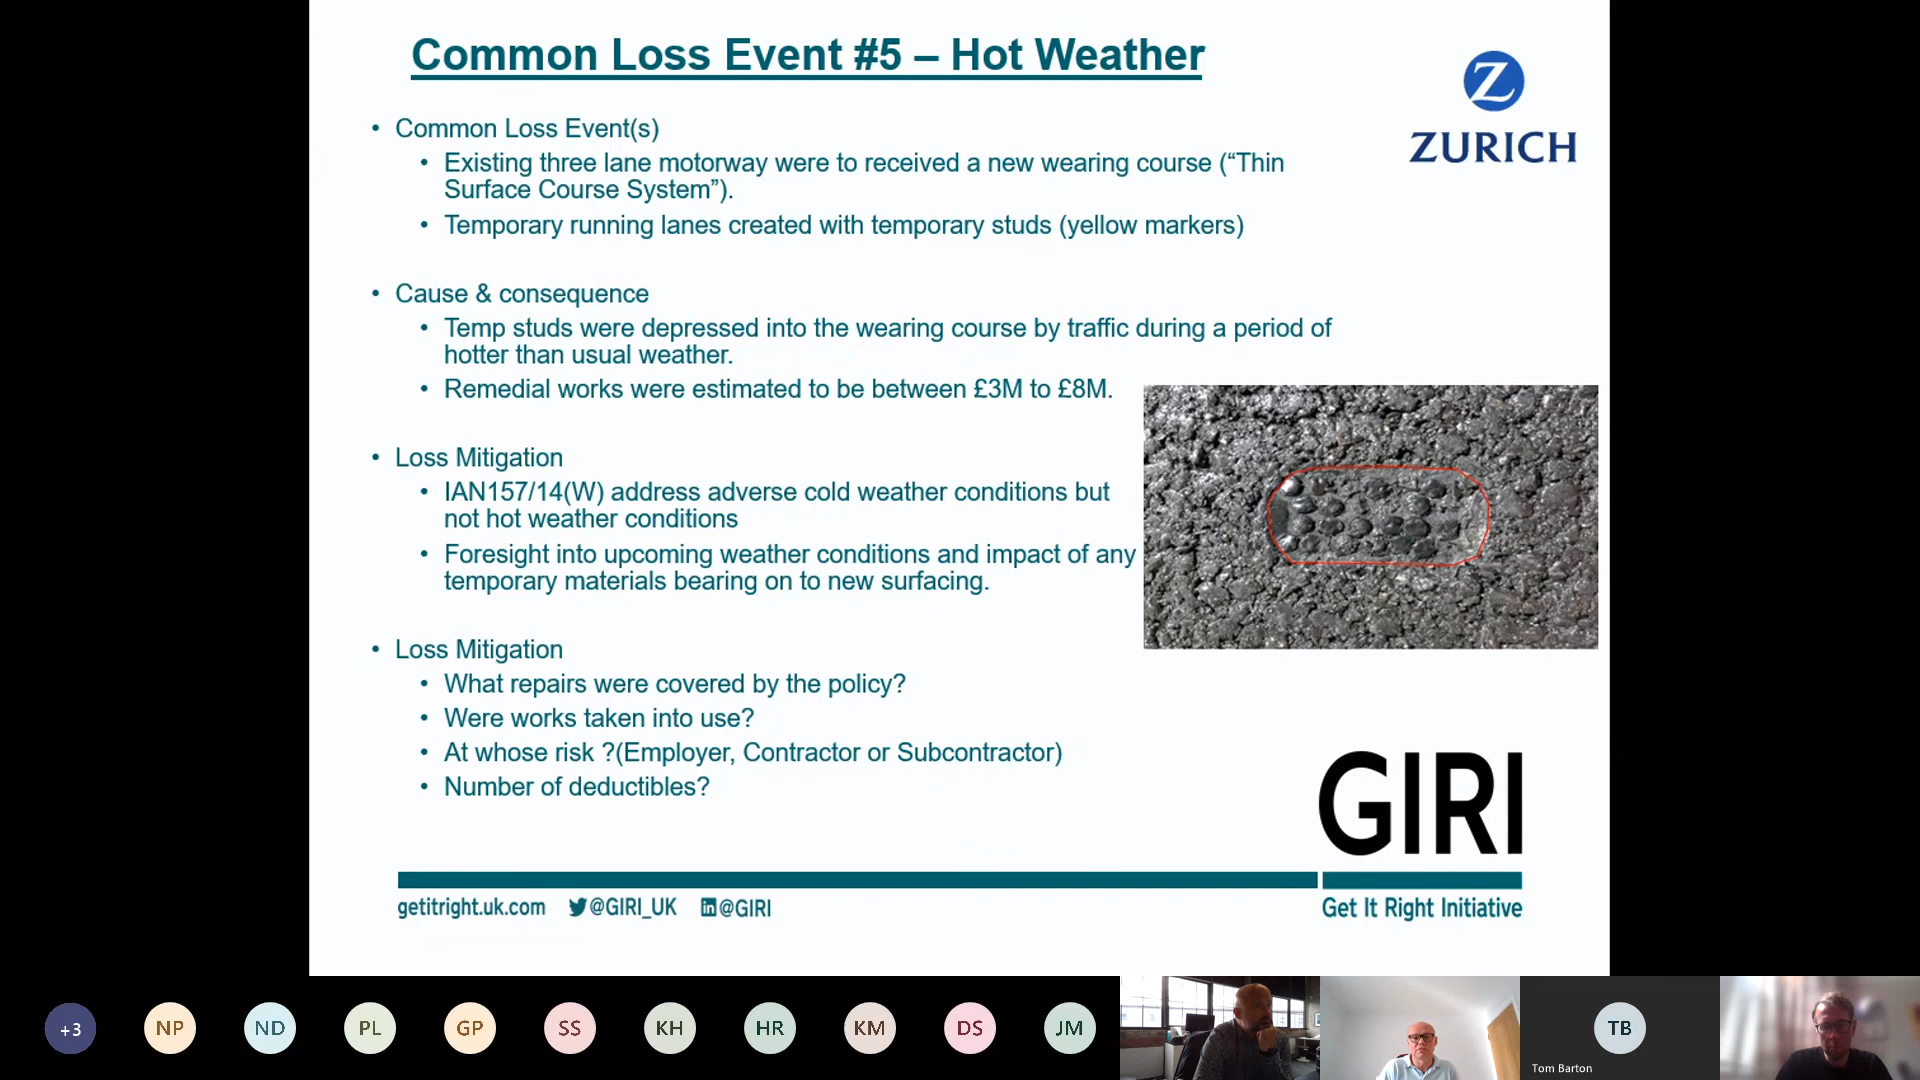 Common Loss Event #5 – Hot Weather
Z
ZURICH
• Common Loss Event(s)
• Existing three lane motorway were to received a new wearing course (“Thin
Surface Course System”).
• Temporary running lanes created with temporary studs (yellow markers)
• Cause & consequence
• Temp studs were depressed into the wearing course by traffic during a period of
hotter than usual weather.
• Remedial works were estimated to be between £3M to £8M.
• Loss Mitigation
• IAN157/14(W) address adverse cold weather conditions but
not hot weather conditions
• Foresight into upcoming weather conditions and impact of any
temporary materials bearing on to new surfacing.
• Loss Mitigation
• What repairs were covered by the policy?
• Were works taken into use?
• At whose risk ?(Employer, Contractor or Subcontractor)
• Number of deductibles?
GIRI
Get It Right Initiative
getitright.uk.com @GIRI_UK in @GIRI
+3 NP ND PL GP SS KH HR KM DS JM TB
Tom Barton